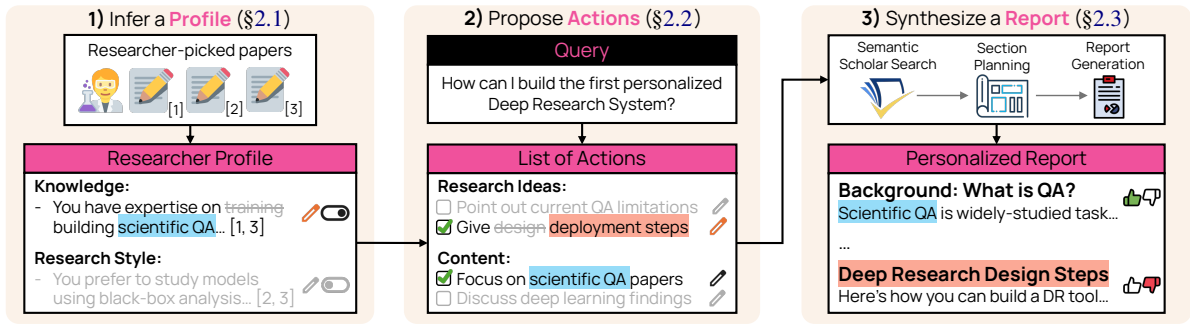 1) Infer a Profile (§2.1)
Researcher-picked papers
[1] [2] [3]
Researcher Profile
Knowledge:
- You have expertise on training
building scientific QA... [1, 3]
Research Style:
- You prefer to study models
using black-box analysis... [2, 3]
2) Propose Actions (§2.2)
Query
How can I build the first personalized
Deep Research System?
List of Actions
Research Ideas:
Point out current QA limitations
Give design deployment steps
Content:
Focus on scientific QA papers
Discuss deep learning findings
3) Synthesize a Report (§2.3)
Semantic
Scholar Search
Section
Planning
Report
Generation
Personalized Report
Background: What is QA?
Scientific QA is widely-studied task...
...
Deep Research Design Steps
Here's how you can build a DR tool...